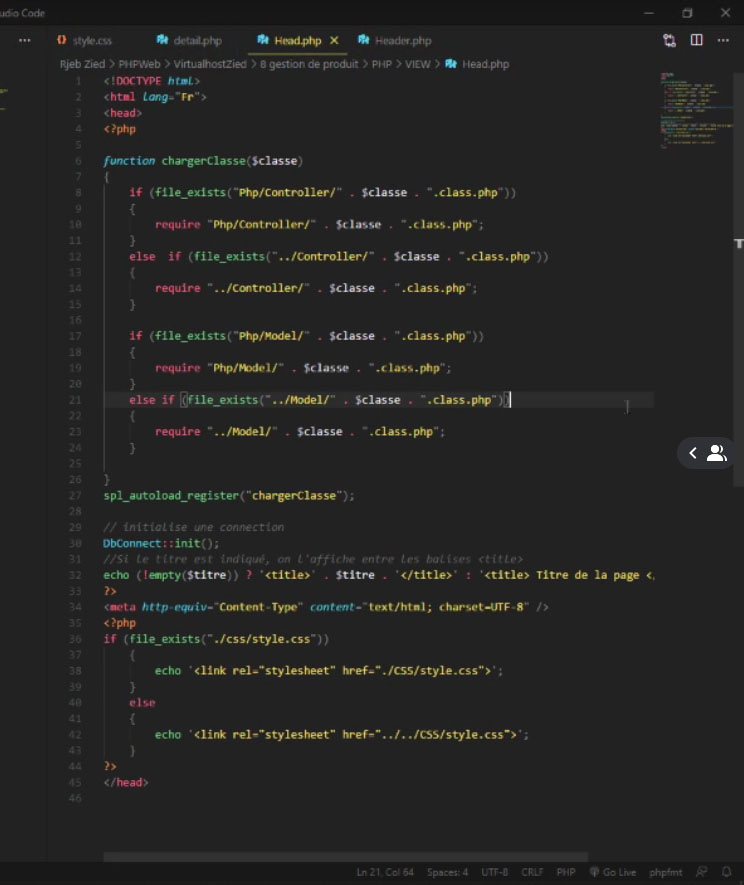 udio Code
style.css detail.php Head.php Header.php
Rjeb Zied > PHPWeb > VirtualhostZied > 8 gestion de produit > PHP > VIEW > Head.php
1 <!DOCTYPE html>
2 <html lang="Fr">
3 <head>
4 <?php
5
6 function chargerClasse($classe)
7 {
8 if (file_exists("Php/Controller/" . $classe . ".class.php"))
9 {
10 require "Php/Controller/" . $classe . ".class.php";
11 }
12 else  if (file_exists("../Controller/" . $classe . ".class.php"))
13 {
14 require "../Controller/" . $classe . ".class.php";
15 }
16
17 if (file_exists("Php/Model/" . $classe . ".class.php"))
18 {
19 require "Php/Model/" . $classe . ".class.php";
20 }
21 else if (file_exists("../Model/" . $classe . ".class.php"))
22 {
23 require "../Model/" . $classe . ".class.php";
24 }
25
26 }
27 spl_autoload_register("chargerClasse");
28
29 // initialise une connection
30 DbConnect::init();
31 //Si le titre est indiqué, on l'affiche entre les balises <title>
32 echo (!empty($titre)) ? '<title>' . $titre . '</title>' : '<title> Titre de la page <
33 ?>
34 <meta http-equiv="Content-Type" content="text/html; charset=UTF-8" />
35 <?php
36 if (file_exists("./css/style.css"))
37 {
38 echo '<link rel="stylesheet" href="./CSS/style.css">';
39 }
40 else
41 {
42 echo '<link rel="stylesheet" href="../../CSS/style.css">';
43 }
44 ?>
45 </head>
46
Ln 21, Col 64 Spaces: 4 UTF-8 CRLF PHP Go Live phpfmt